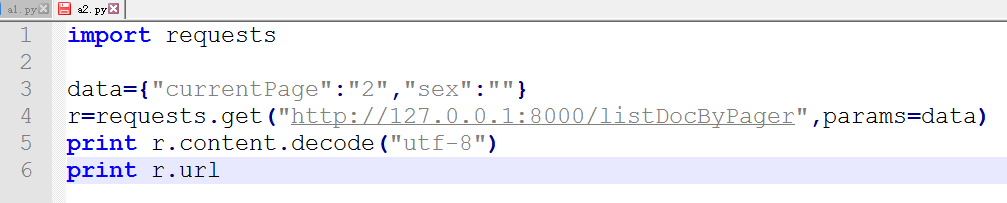 a1.py a2.py
1 import requests
2
3 data={"currentPage":"2","sex":""}
4 r=requests.get("http://127.0.0.1:8000/listDocByPager",params=data)
5 print r.content.decode("utf-8")
6 print r.url